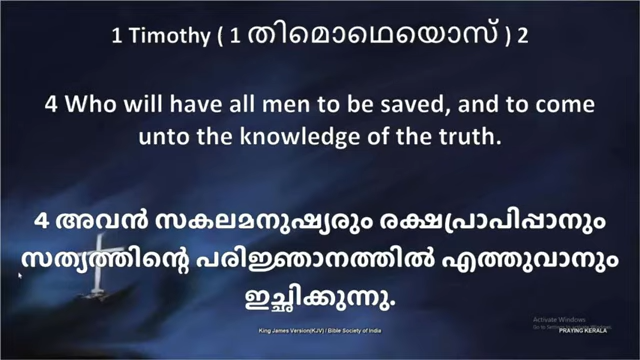 1 Timothy ( 1 തിമൊഥെയൊസ് ) 2
4 Who will have all men to be saved, and to come
unto the knowledge of the truth.
4 അവൻ സകലമനുഷ്യരും രക്ഷപ്രാപിപ്പാനും
സത്യത്തിന്റെ പരിജ്ഞാനത്തിൽ എത്തുവാനും
ഇച്ഛിക്കുന്നു.
King James Version(KJV) / Bible Society of India
Activate Windows
Go to
PRAYING KERALA